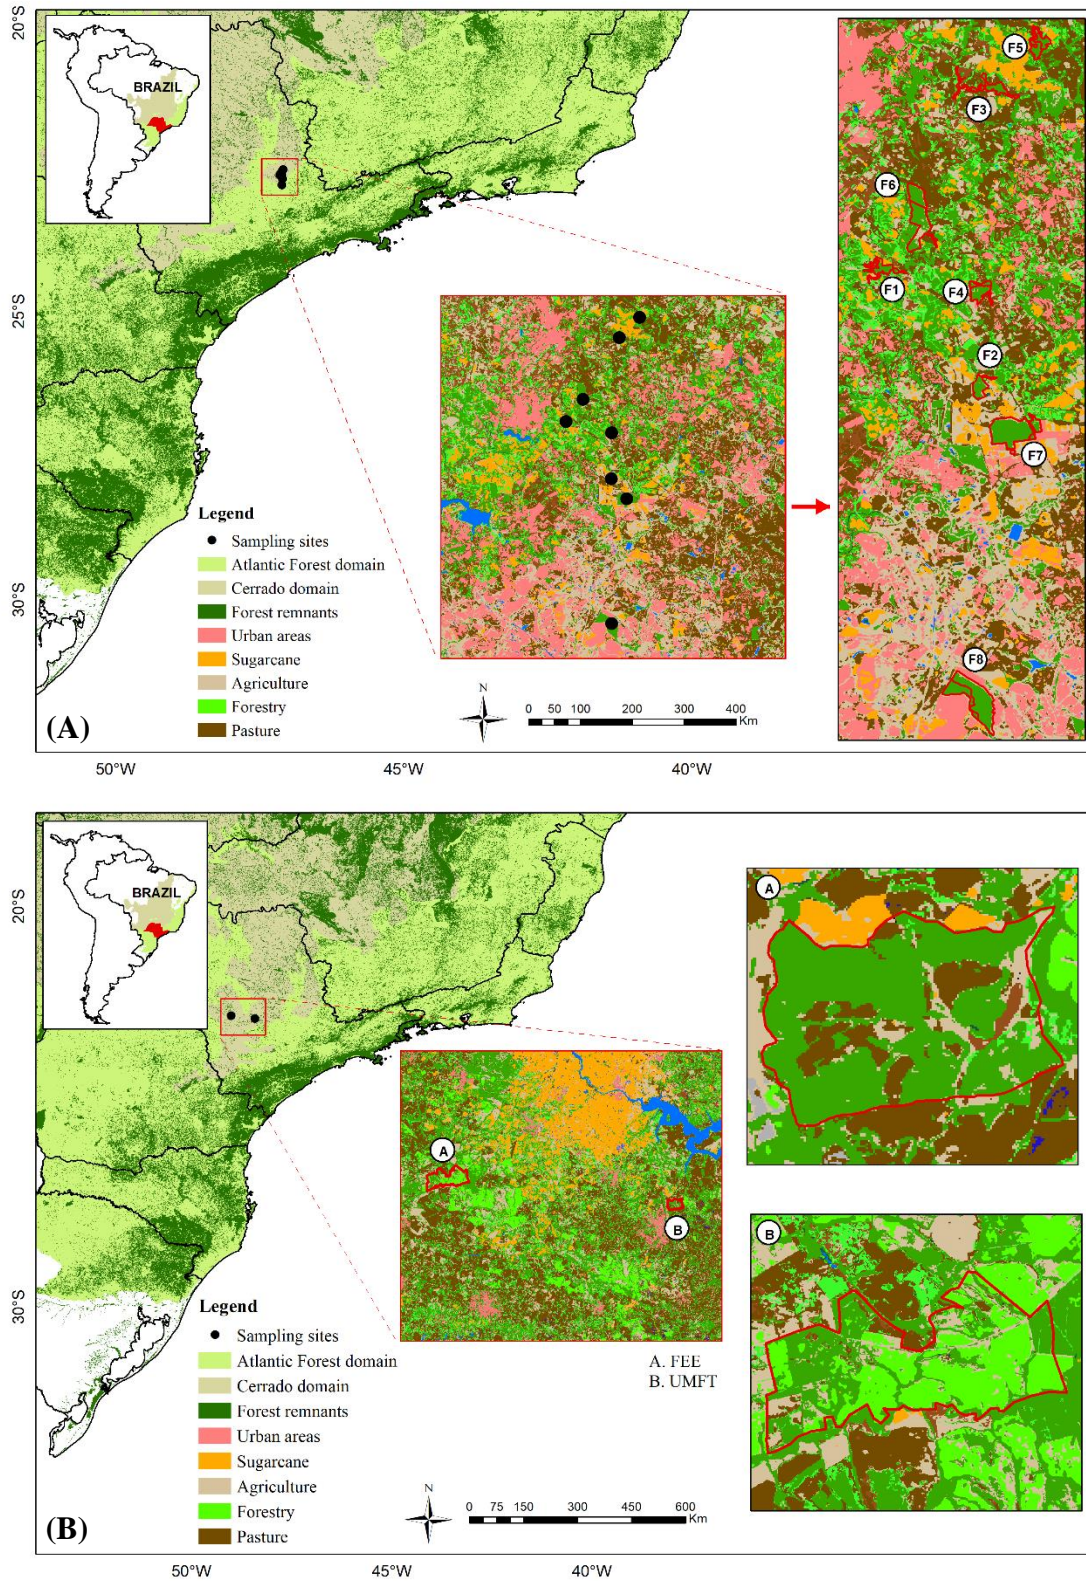 20°S
25°S
30°S
BRAZIL
F5
F3
F6
F1
F4
F2
F7
F8
Legend
Sampling sites
Atlantic Forest domain
Cerrado domain
Forest remnants
Urban areas
Sugarcane
Agriculture
Forestry
Pasture
(A)
N
0 50 100 160 240 300 400
Km
50°W 45°W 40°W
20°S
25°S
30°S
BRAZIL
A
B
A
B
A. FEE
B. UMFT
Legend
Sampling sites
Atlantic Forest domain
Cerrado domain
Forest remnants
Urban areas
Sugarcane
Agriculture
Forestry
Pasture
(B)
N
0 75 150 300 450 600
Km
50°W 45°W 40°W